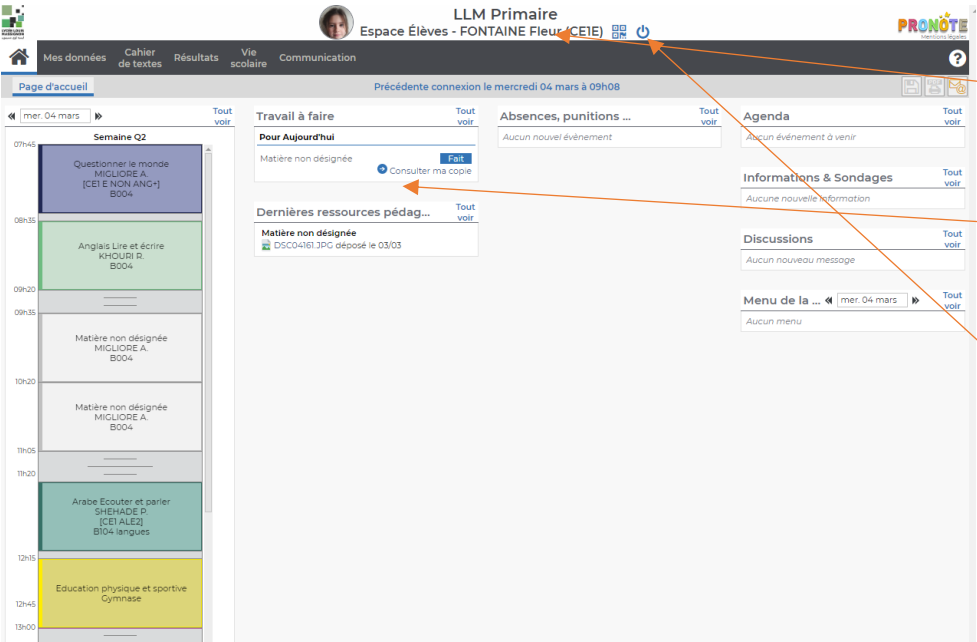 LLM Primaire
Espace Élèves - FONTAINE Fleur (CE1E)
PRONOTE
Mentions légales
Mes données
Cahier de textes
Résultats
Vie scolaire
Communication
?
Page d'accueil
Précédente connexion le mercredi 04 mars à 09h08
mer. 04 mars
Tout voir
Semaine Q2
07h45
Questionner le monde
MIGLIORE A.
[CE1 E NON ANG+]
B004
08h35
Anglais Lire et écrire
KHOURI R.
B004
09h20
09h35
Matière non désignée
MIGLIORE A.
B004
10h20
Matière non désignée
MIGLIORE A.
B004
11h05
11h20
Arabe Ecouter et parler
SHEHADE P.
[CE1 ALE2]
B104 langues
12h15
Education physique et sportive
Gymnase
12h45
13h00
Travail à faire
Tout voir
Pour Aujourd'hui
Matière non désignée
Fait
Consulter ma copie
Dernières ressources pédag...
Tout voir
Matière non désignée
DSC04161.JPG déposé le 03/03
Absences, punitions ...
Tout voir
Aucun nouvel évènement
Agenda
Tout voir
Aucun événement à venir
Informations & Sondages
Tout voir
Aucune nouvelle information
Discussions
Tout voir
Aucun nouveau message
Menu de la ...
mer. 04 mars
Tout voir
Aucun menu